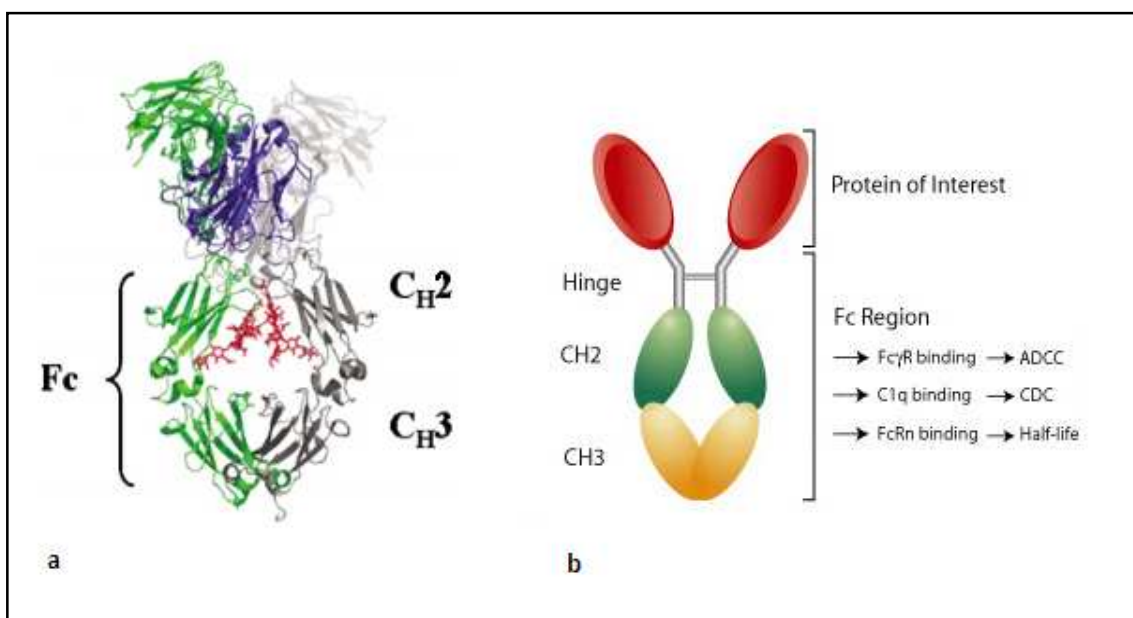 Fc
CH2
CH3
a
Protein of Interest
Hinge
CH2
CH3
Fc Region
→ FcγR binding → ADCC
→ C1q binding → CDC
→ FcRn binding → Half-life
b